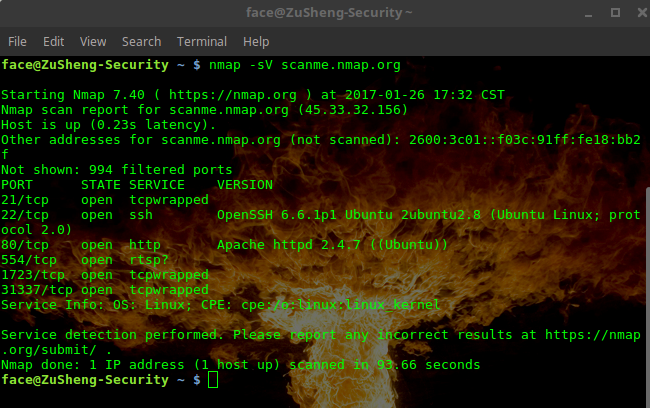 face@ZuSheng-Security ~
File Edit View Search Terminal Help
face@ZuSheng-Security ~ $ nmap -sV scanme.nmap.org
Starting Nmap 7.40 ( https://nmap.org ) at 2017-01-26 17:32 CST
Nmap scan report for scanme.nmap.org (45.33.32.156)
Host is up (0.23s latency).
Other addresses for scanme.nmap.org (not scanned): 2600:3c01::f03c:91ff:fe18:bb2
f
Not shown: 994 filtered ports
PORT      STATE SERVICE    VERSION
21/tcp    open  tcpwrapped
22/tcp    open  ssh        OpenSSH 6.6.1p1 Ubuntu 2ubuntu2.8 (Ubuntu Linux; prot
ocol 2.0)
80/tcp    open  http       Apache httpd 2.4.7 ((Ubuntu))
554/tcp   open  rtsp?
1723/tcp  open  tcpwrapped
31337/tcp open  tcpwrapped
Service Info: OS: Linux; CPE: cpe:/o:linux:linux_kernel
Service detection performed. Please report any incorrect results at https://nmap
.org/submit/ .
Nmap done: 1 IP address (1 host up) scanned in 93.66 seconds
face@ZuSheng-Security ~ $